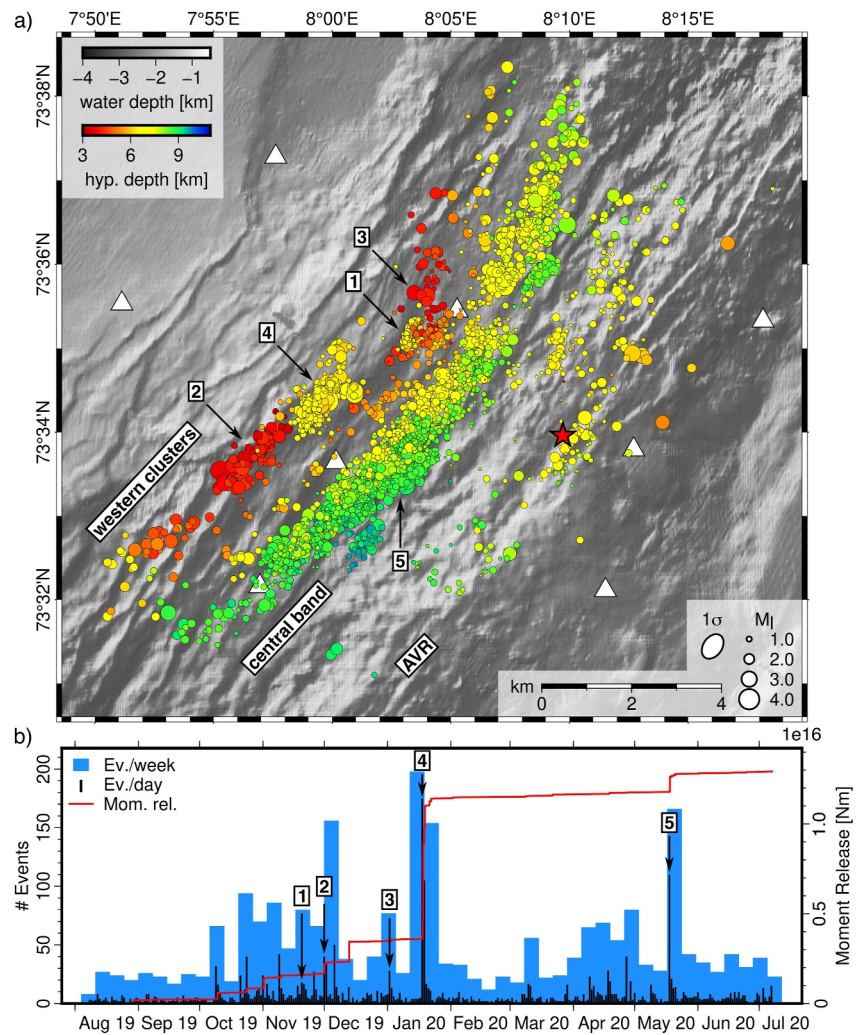 a)
7°50'E 7°55'E 8°00'E 8°05'E 8°10'E 8°15'E
−4 −3 −2 −1
water depth [km]
3 6 9
hyp. depth [km]
73°38'N
73°36'N
73°34'N
73°32'N
3
1
4
2
5
western clusters
central band
AVR
1σ
Ml
1.0
2.0
3.0
4.0
km
0 2 4
b)
1e16
Ev./week
Ev./day
Mom. rel.
1
2
3
4
5
# Events
200
150
100
50
0
Moment Release [Nm]
1.0
0.5
0.0
Aug 19 Sep 19 Oct 19 Nov 19 Dec 19 Jan 20 Feb 20 Mar 20 Apr 20 May 20 Jun 20 Jul 20